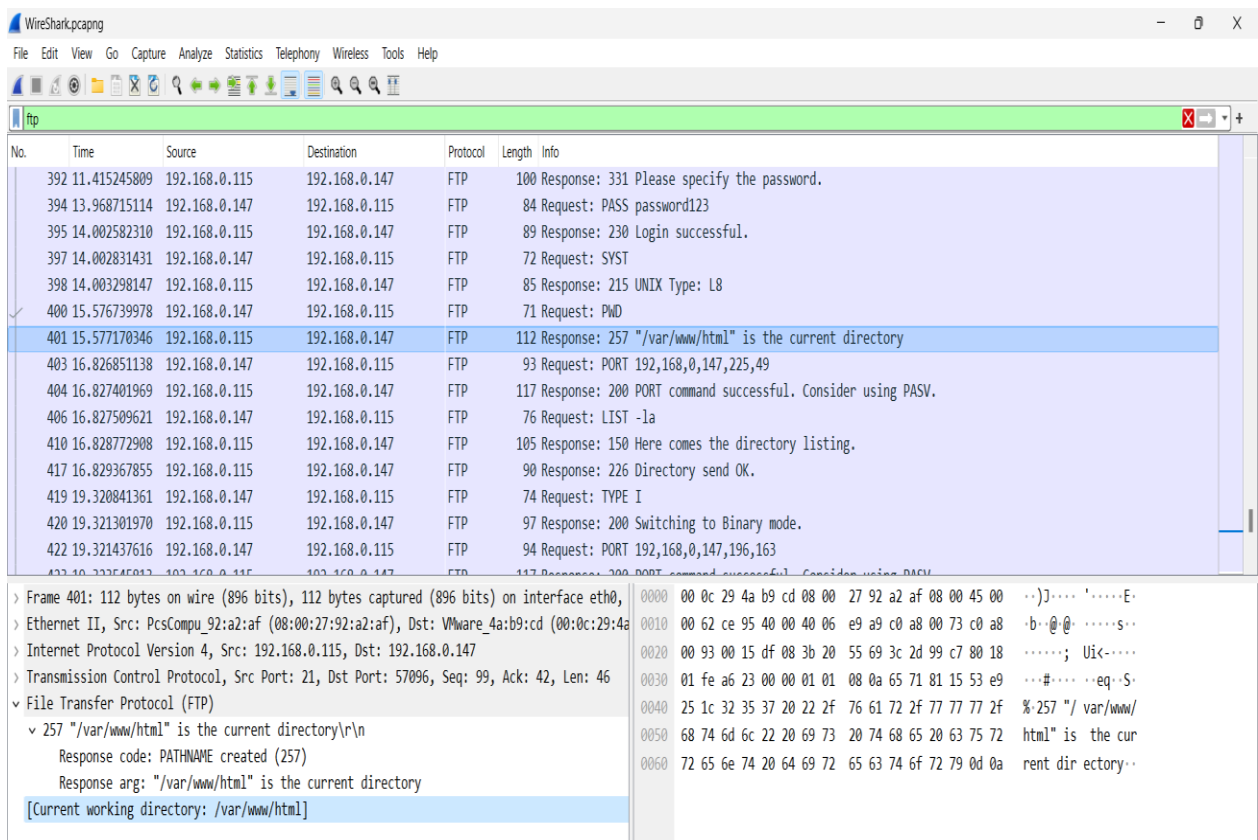 WireShark.pcapng
File Edit View Go Capture Analyze Statistics Telephony Wireless Tools Help
ftp
No. Time Source Destination Protocol Length Info
392 11.415245809 192.168.0.115 192.168.0.147 FTP 100 Response: 331 Please specify the password.
394 13.968715114 192.168.0.147 192.168.0.115 FTP 84 Request: PASS password123
395 14.002582310 192.168.0.115 192.168.0.147 FTP 89 Response: 230 Login successful.
397 14.002831431 192.168.0.147 192.168.0.115 FTP 72 Request: SYST
398 14.003298147 192.168.0.115 192.168.0.147 FTP 85 Response: 215 UNIX Type: L8
400 15.576739978 192.168.0.147 192.168.0.115 FTP 71 Request: PWD
401 15.577170346 192.168.0.115 192.168.0.147 FTP 112 Response: 257 "/var/www/html" is the current directory
403 16.826851138 192.168.0.147 192.168.0.115 FTP 93 Request: PORT 192,168,0,147,225,49
404 16.827401969 192.168.0.115 192.168.0.147 FTP 117 Response: 200 PORT command successful. Consider using PASV.
406 16.827509621 192.168.0.147 192.168.0.115 FTP 76 Request: LIST -la
410 16.828772908 192.168.0.115 192.168.0.147 FTP 105 Response: 150 Here comes the directory listing.
417 16.829367855 192.168.0.115 192.168.0.147 FTP 90 Response: 226 Directory send OK.
419 19.320841361 192.168.0.147 192.168.0.115 FTP 74 Request: TYPE I
420 19.321301970 192.168.0.115 192.168.0.147 FTP 97 Response: 200 Switching to Binary mode.
422 19.321437616 192.168.0.147 192.168.0.115 FTP 94 Request: PORT 192,168,0,147,196,163
192.168.0.115 192.168.0.147 FTP 117 Response: 200 PORT command successful. Consider using PASV.
Frame 401: 112 bytes on wire (896 bits), 112 bytes captured (896 bits) on interface eth0,
Ethernet II, Src: PcsCompu_92:a2:af (08:00:27:92:a2:af), Dst: VMware_4a:b9:cd (00:0c:29:4a
Internet Protocol Version 4, Src: 192.168.0.115, Dst: 192.168.0.147
Transmission Control Protocol, Src Port: 21, Dst Port: 57096, Seq: 99, Ack: 42, Len: 46
File Transfer Protocol (FTP)
257 "/var/www/html" is the current directory\r\n
Response code: PATHNAME created (257)
Response arg: "/var/www/html" is the current directory
[Current working directory: /var/www/html]
0000 00 0c 29 4a b9 cd 08 00 27 92 a2 af 08 00 45 00 ··)J···· '·····E·
0010 00 62 ce 95 40 00 40 06 e9 a9 c0 a8 00 73 c0 a8 ·b··@·@· ·····s··
0020 00 93 00 15 df 08 3b 20 55 69 3c 2d 99 c7 80 18 ······; Ui<-····
0030 01 fe a6 23 00 00 01 01 08 0a 65 71 81 15 53 e9 ···#···· ··eq··S·
0040 25 1c 32 35 37 20 22 2f 76 61 72 2f 77 77 77 2f %·257 "/ var/www/
0050 68 74 6d 6c 22 20 69 73 20 74 68 65 20 63 75 72 html" is the cur
0060 72 65 6e 74 20 64 69 72 65 63 74 6f 72 79 0d 0a rent dir ectory··